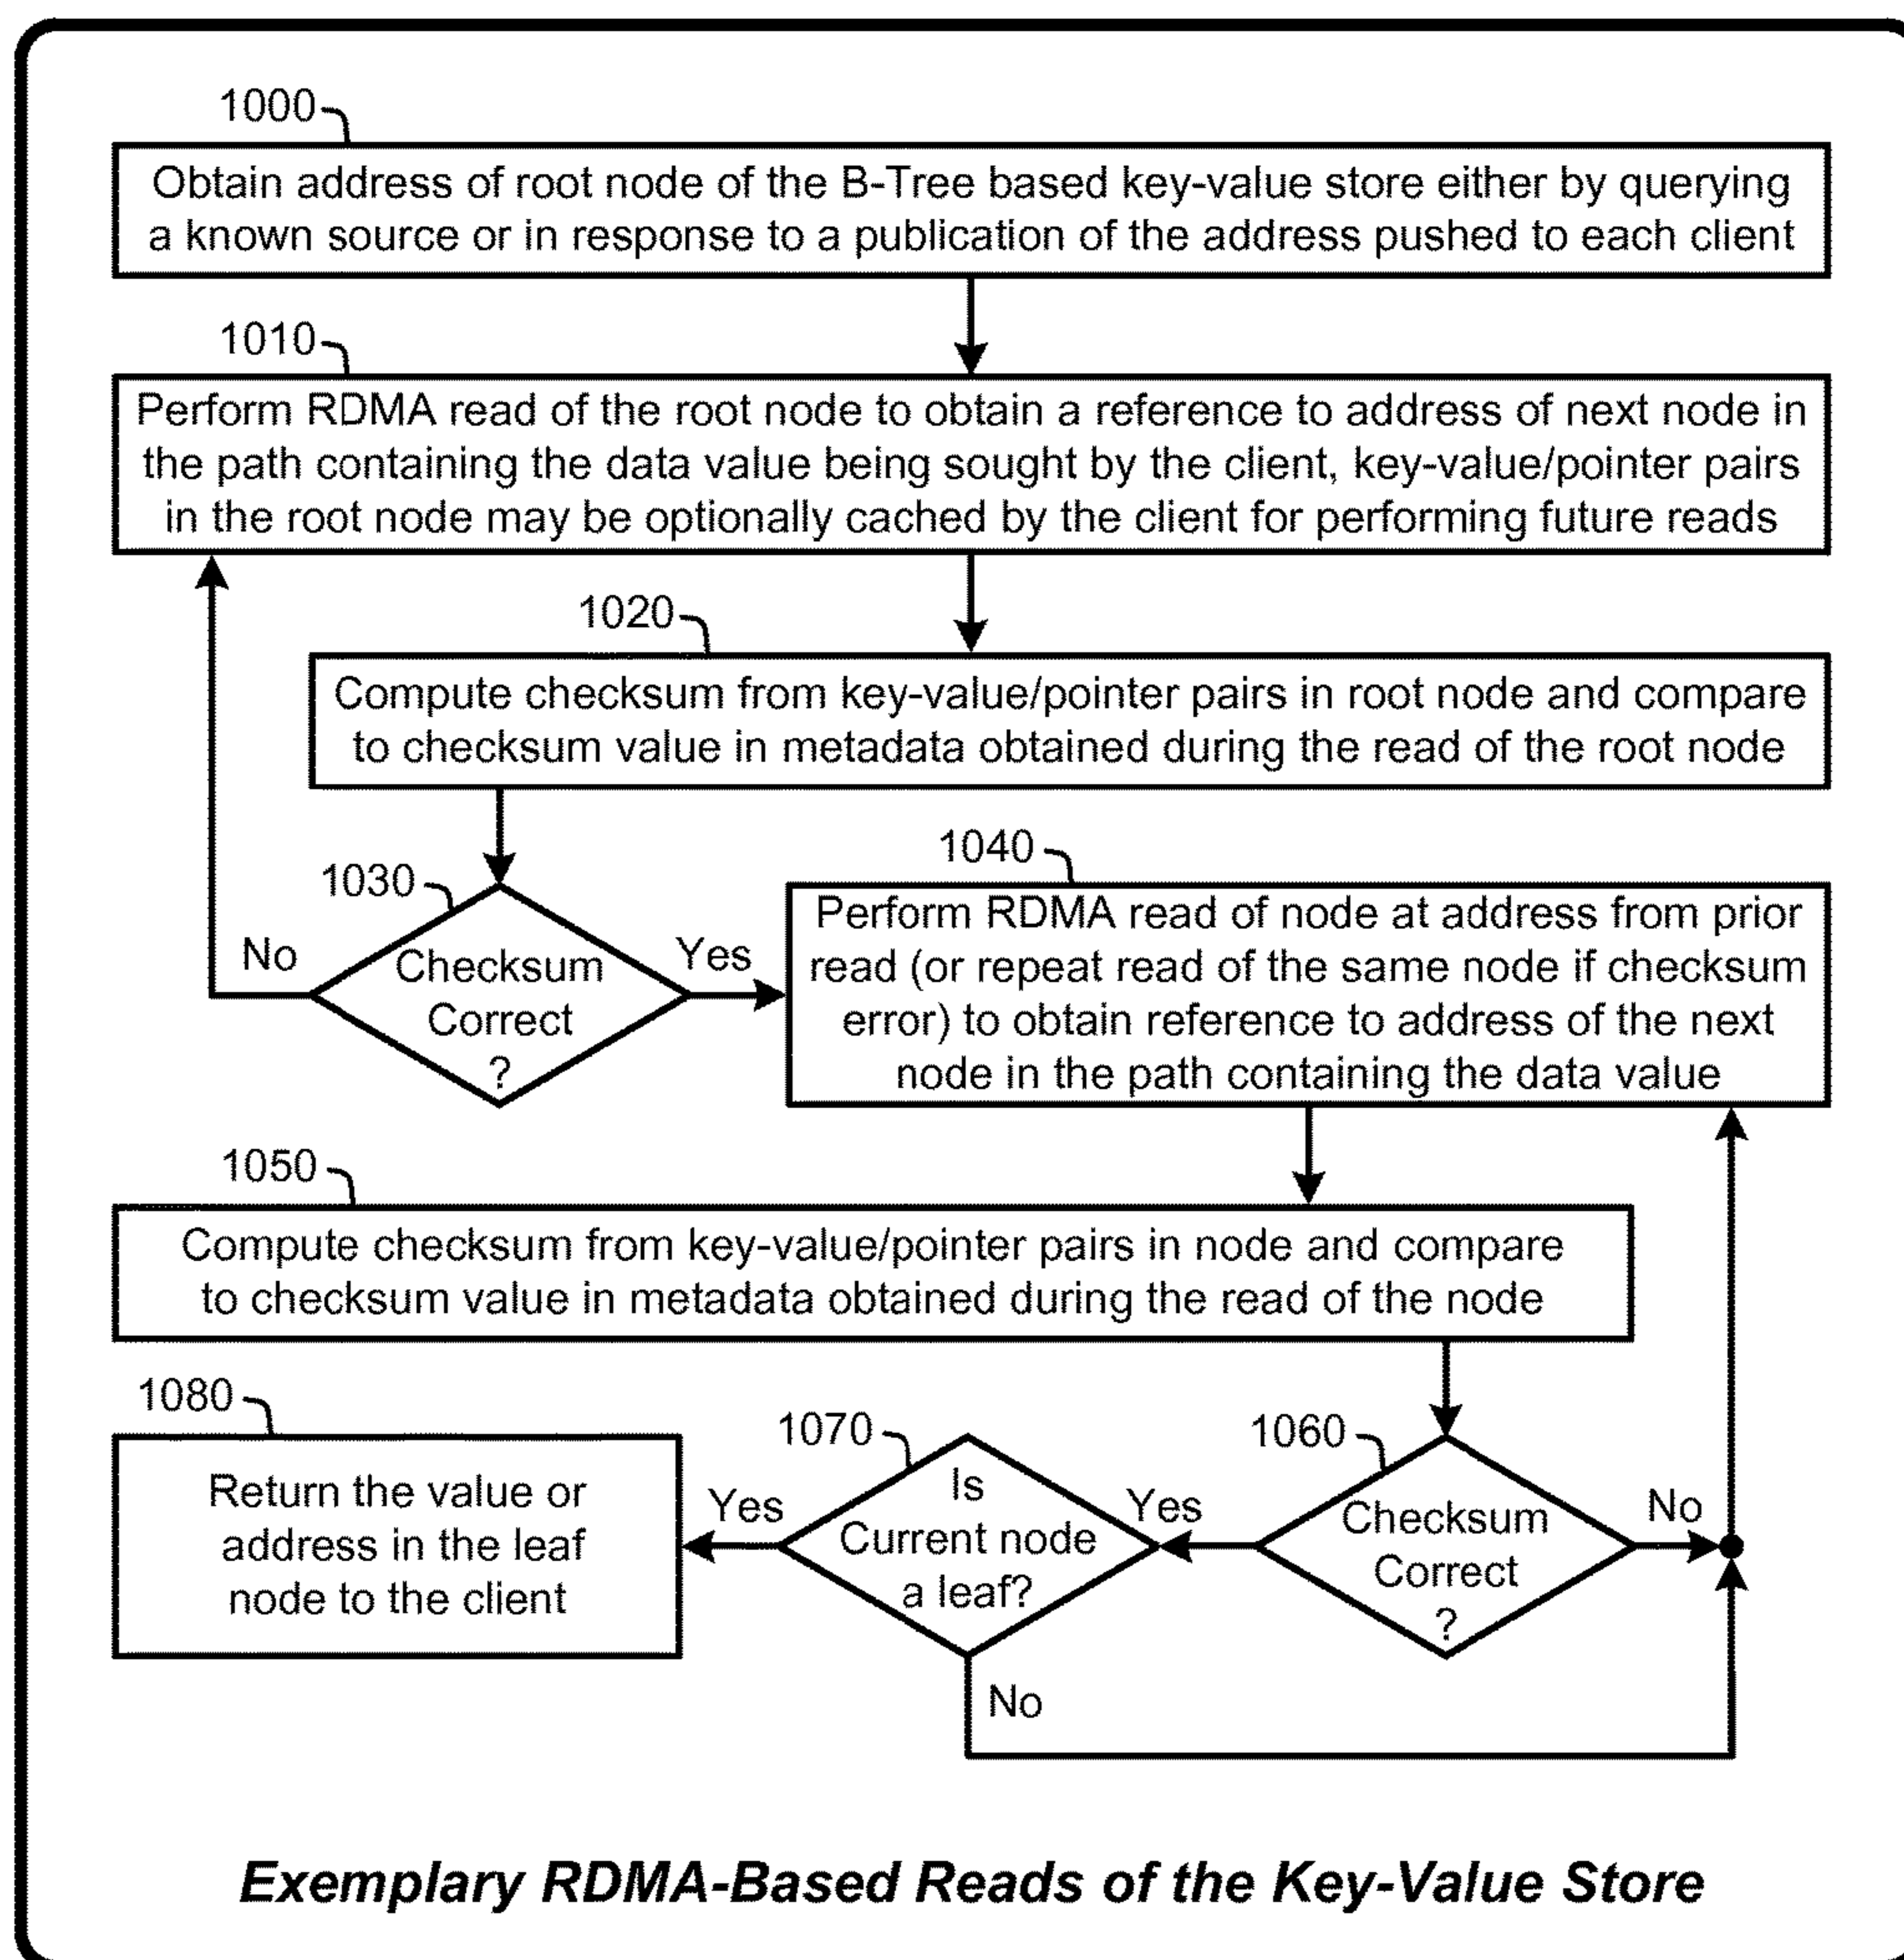 1000
Obtain address of root node of the B-Tree based key-value store either by querying
a known source or in response to a publication of the address pushed to each client
1010
Perform RDMA read of the root node to obtain a reference to address of next node in
the path containing the data value being sought by the client, key-value/pointer pairs
in the root node may be optionally cached by the client for performing future reads
1020
Compute checksum from key-value/pointer pairs in root node and compare
to checksum value in metadata obtained during the read of the root node
1030
No
Checksum
Correct
?
Yes
1040
Perform RDMA read of node at address from prior
read (or repeat read of the same node if checksum
error) to obtain reference to address of the next
node in the path containing the data value
1050
Compute checksum from key-value/pointer pairs in node and compare
to checksum value in metadata obtained during the read of the node
1060
Checksum
Correct
?
No
Yes
1070
Is
Current node
a leaf?
No
Yes
1080
Return the value or
address in the leaf
node to the client
Exemplary RDMA-Based Reads of the Key-Value Store